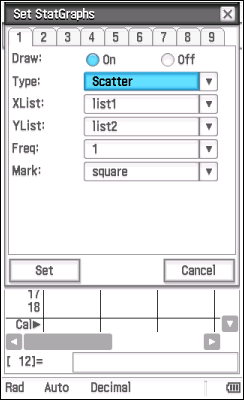 Set StatGraphs
1 2 3 4 5 6 7 8 9
Draw: On Off
Type: Scatter
XList: list1
YList: list2
Freq: 1
Mark: square
Set Cancel
17
18
Cal
[ 12]=
Rad Auto Decimal